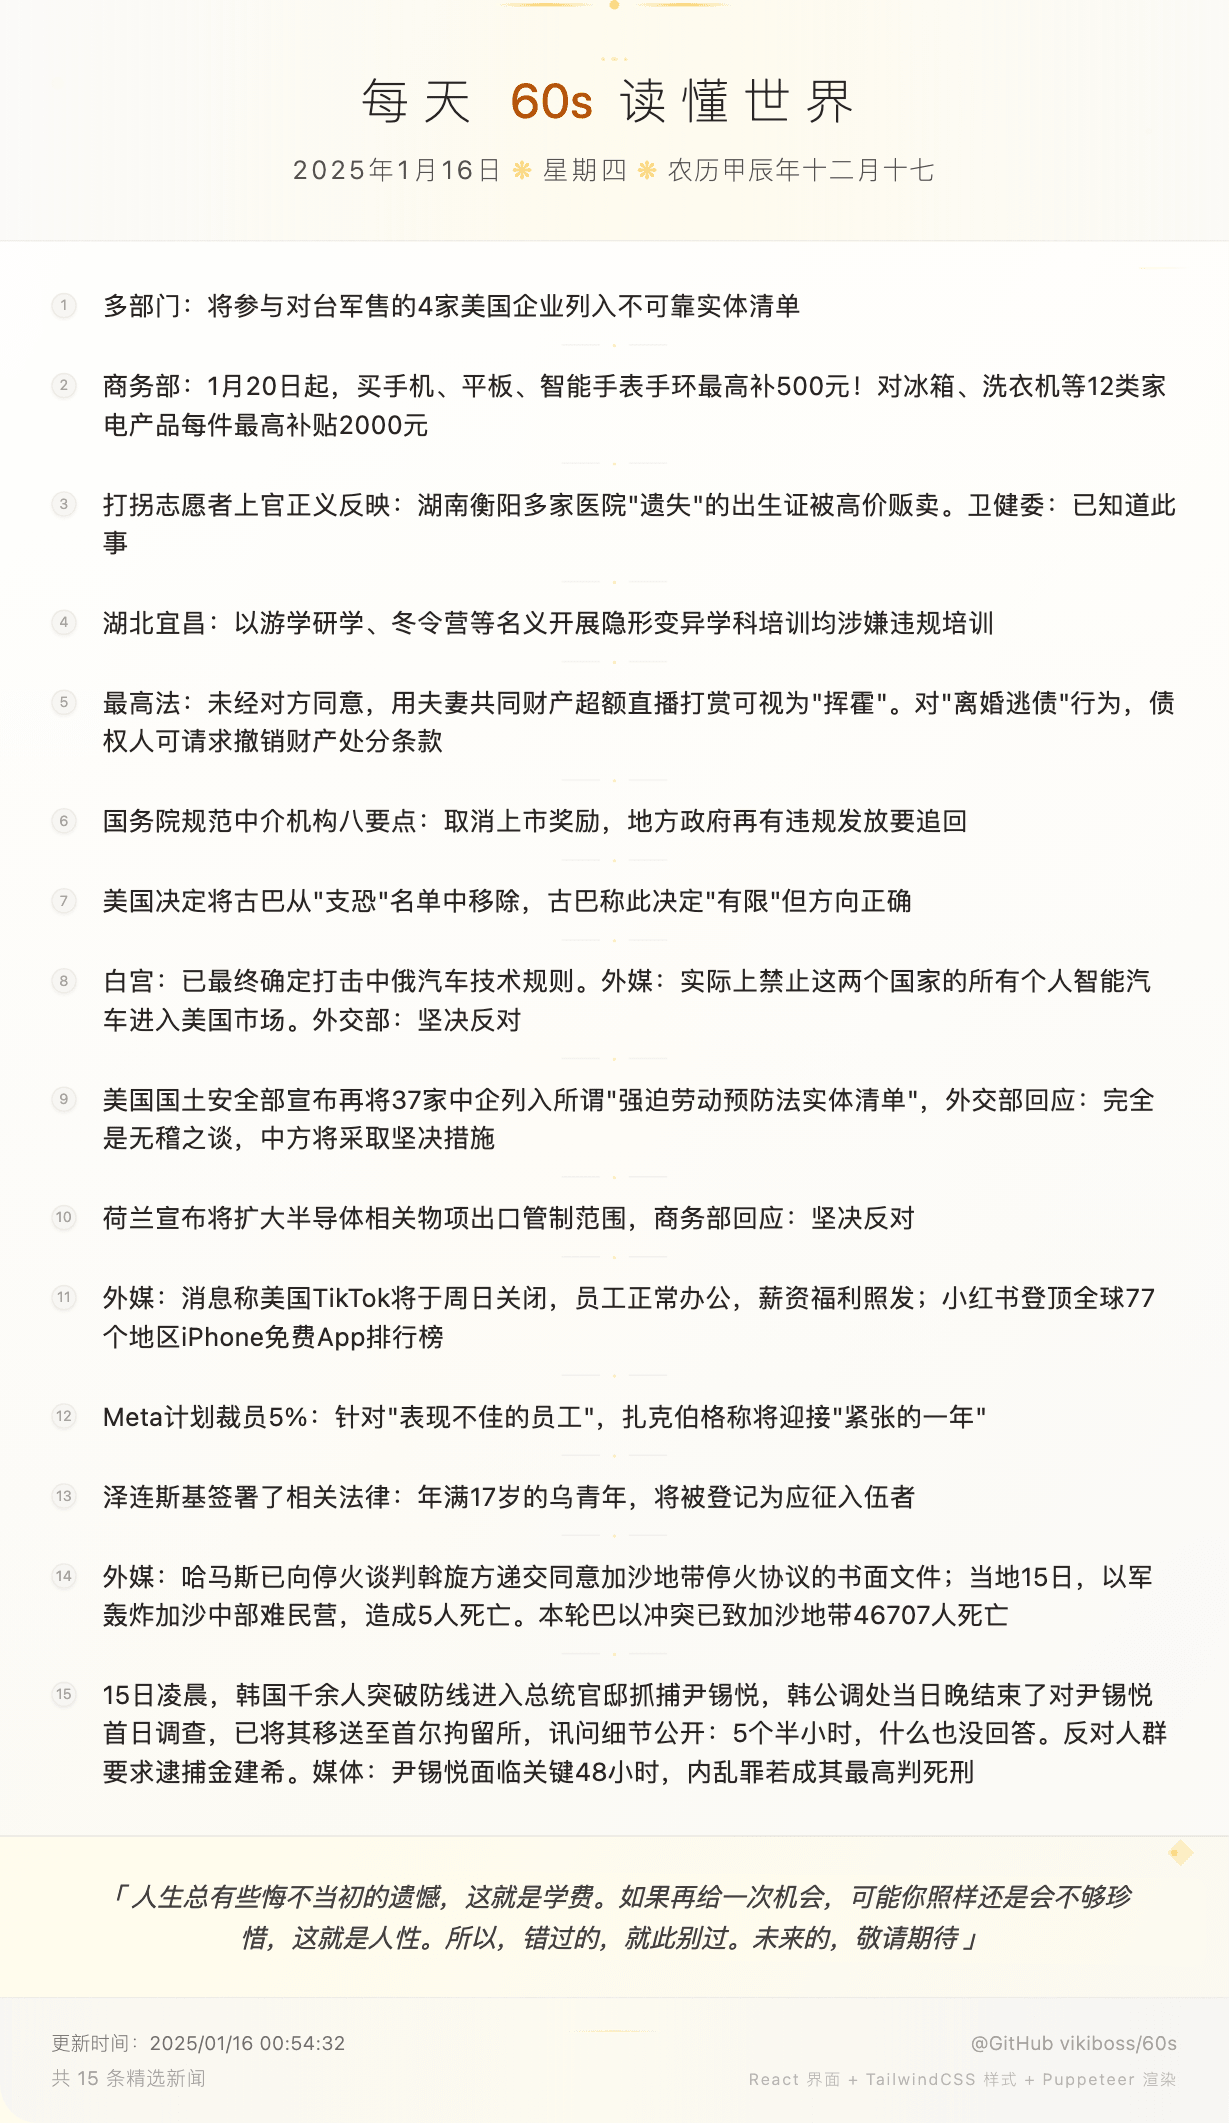 每天 60s 读懂世界
2025年1月16日 ❋ 星期四 ❋ 农历甲辰年十二月十七
1 多部门：将参与对台军售的4家美国企业列入不可靠实体清单
2 商务部：1月20日起，买手机、平板、智能手表手环最高补500元！对冰箱、洗衣机等12类家
电产品每件最高补贴2000元
3 打拐志愿者上官正义反映：湖南衡阳多家医院"遗失"的出生证被高价贩卖。卫健委：已知道此
事
4 湖北宜昌：以游学研学、冬令营等名义开展隐形变异学科培训均涉嫌违规培训
5 最高法：未经对方同意，用夫妻共同财产超额直播打赏可视为"挥霍"。对"离婚逃债"行为，债
权人可请求撤销财产处分条款
6 国务院规范中介机构八要点：取消上市奖励，地方政府再有违规发放要追回
7 美国决定将古巴从"支恐"名单中移除，古巴称此决定"有限"但方向正确
8 白宫：已最终确定打击中俄汽车技术规则。外媒：实际上禁止这两个国家的所有个人智能汽
车进入美国市场。外交部：坚决反对
9 美国国土安全部宣布再将37家中企列入所谓"强迫劳动预防法实体清单"，外交部回应：完全
是无稽之谈，中方将采取坚决措施
10 荷兰宣布将扩大半导体相关物项出口管制范围，商务部回应：坚决反对
11 外媒：消息称美国TikTok将于周日关闭，员工正常办公，薪资福利照发；小红书登顶全球77
个地区iPhone免费App排行榜
12 Meta计划裁员5%：针对"表现不佳的员工"，扎克伯格称将迎接"紧张的一年"
13 泽连斯基签署了相关法律：年满17岁的乌青年，将被登记为应征入伍者
14 外媒：哈马斯已向停火谈判斡旋方递交同意加沙地带停火协议的书面文件；当地15日，以军
轰炸加沙中部难民营，造成5人死亡。本轮巴以冲突已致加沙地带46707人死亡
15 15日凌晨，韩国千余人突破防线进入总统官邸抓捕尹锡悦，韩公调处当日晚结束了对尹锡悦
首日调查，已将其移送至首尔拘留所，讯问细节公开：5个半小时，什么也没回答。反对人群
要求逮捕金建希。媒体：尹锡悦面临关键48小时，内乱罪若成其最高判死刑
「 人生总有些悔不当初的遗憾，这就是学费。如果再给一次机会，可能你照样还是会不够珍
惜，这就是人性。所以，错过的，就此别过。未来的，敬请期待 」
更新时间：2025/01/16 00:54:32
@GitHub vikiboss/60s
共 15 条精选新闻
React 界面 + TailwindCSS 样式 + Puppeteer 渲染